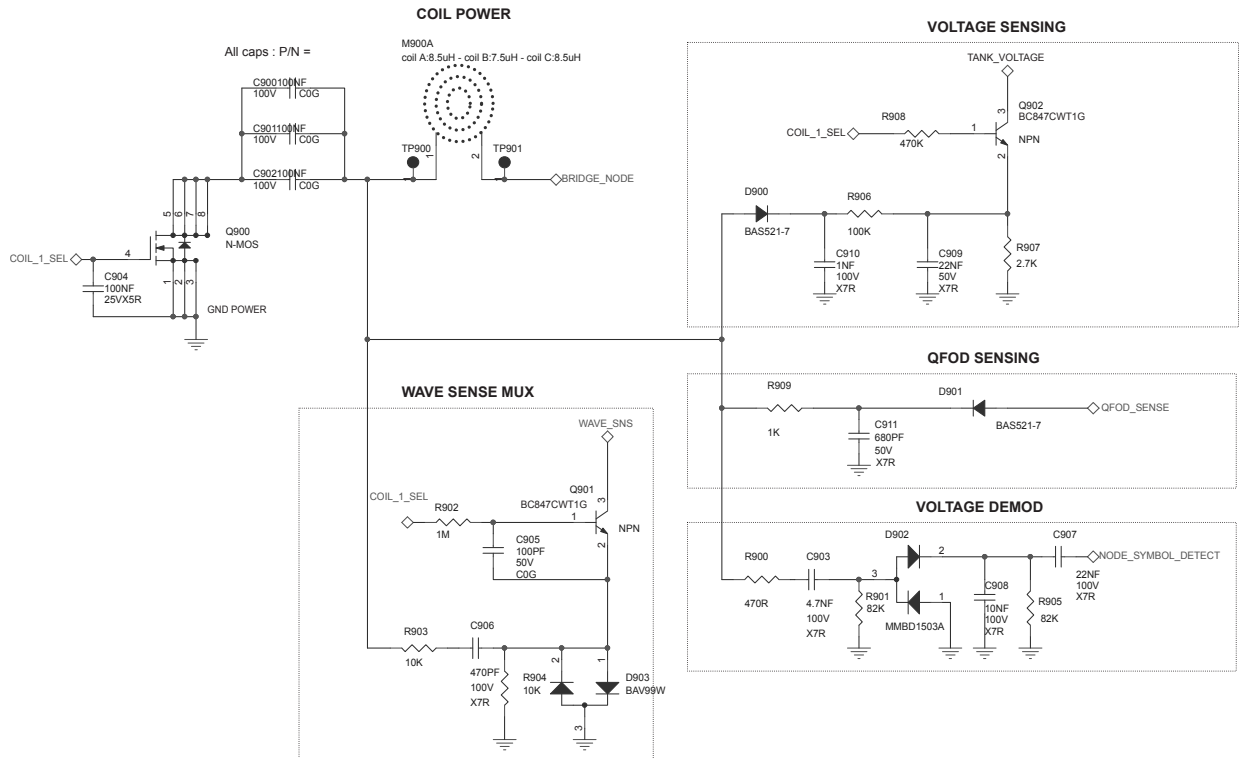 COIL POWER
All caps : P/N =
M900A
coil A:8.5uH - coil B:7.5uH - coil C:8.5uH
C900100NF
100V C0G
C901100NF
100V C0G
C902100NF
100V C0G
TP900
1
1
2
TP901
1
BRIDGE_NODE
5
6
7
8
Q900
N-MOS
COIL_1_SEL
4
C904
100NF
25VX5R
1
2
3
GND POWER
VOLTAGE SENSING
TANK_VOLTAGE
3
Q902
BC847CWT1G
R908
COIL_1_SEL
470K
1
NPN
2
D900
BAS521-7
R906
100K
C910
1NF
100V
X7R
C909
22NF
50V
X7R
R907
2.7K
QFOD SENSING
R909
1K
C911
680PF
50V
X7R
D901
BAS521-7
QFOD_SENSE
WAVE SENSE MUX
WAVE_SNS
3
Q901
BC847CWT1G
COIL_1_SEL
R902
1M
1
NPN
2
C905
100PF
50V
C0G
R903
10K
C906
470PF
100V
X7R
R904
10K
2
1
D903
BAV99W
3
VOLTAGE DEMOD
R900
470R
C903
4.7NF
100V
X7R
R901
82K
3
D902
2
1
MMBD1503A
C908
10NF
100V
X7R
R905
82K
C907
22NF
100V
X7R
NODE_SYMBOL_DETECT